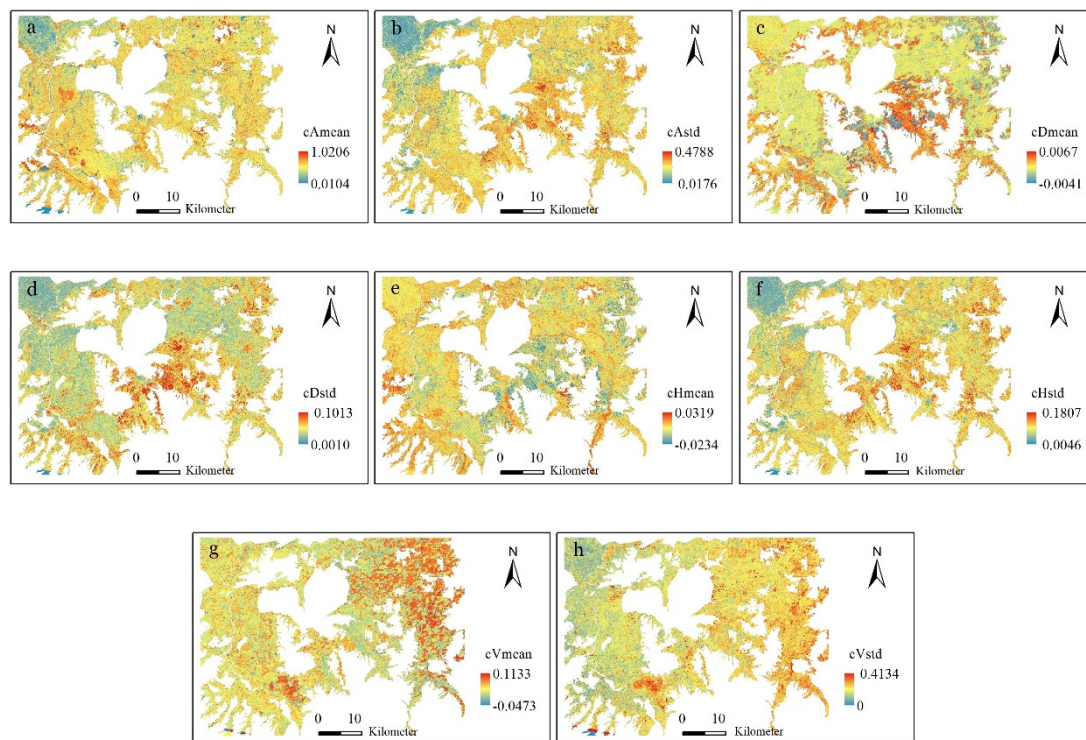 a
N
cAmean
1.0206
0.0104
0 10
Kilometer
b
N
cAstd
0.4788
0.0176
0 10
Kilometer
c
N
cDmean
0.0067
-0.0041
0 10
Kilometer
d
N
cDstd
0.1013
0.0010
0 10
Kilometer
e
N
cHmean
0.0319
-0.0234
0 10
Kilometer
f
N
cHstd
0.1807
0.0046
0 10
Kilometer
g
N
cVmean
0.1133
-0.0473
0 10
Kilometer
h
N
cVstd
0.4134
0
0 10
Kilometer